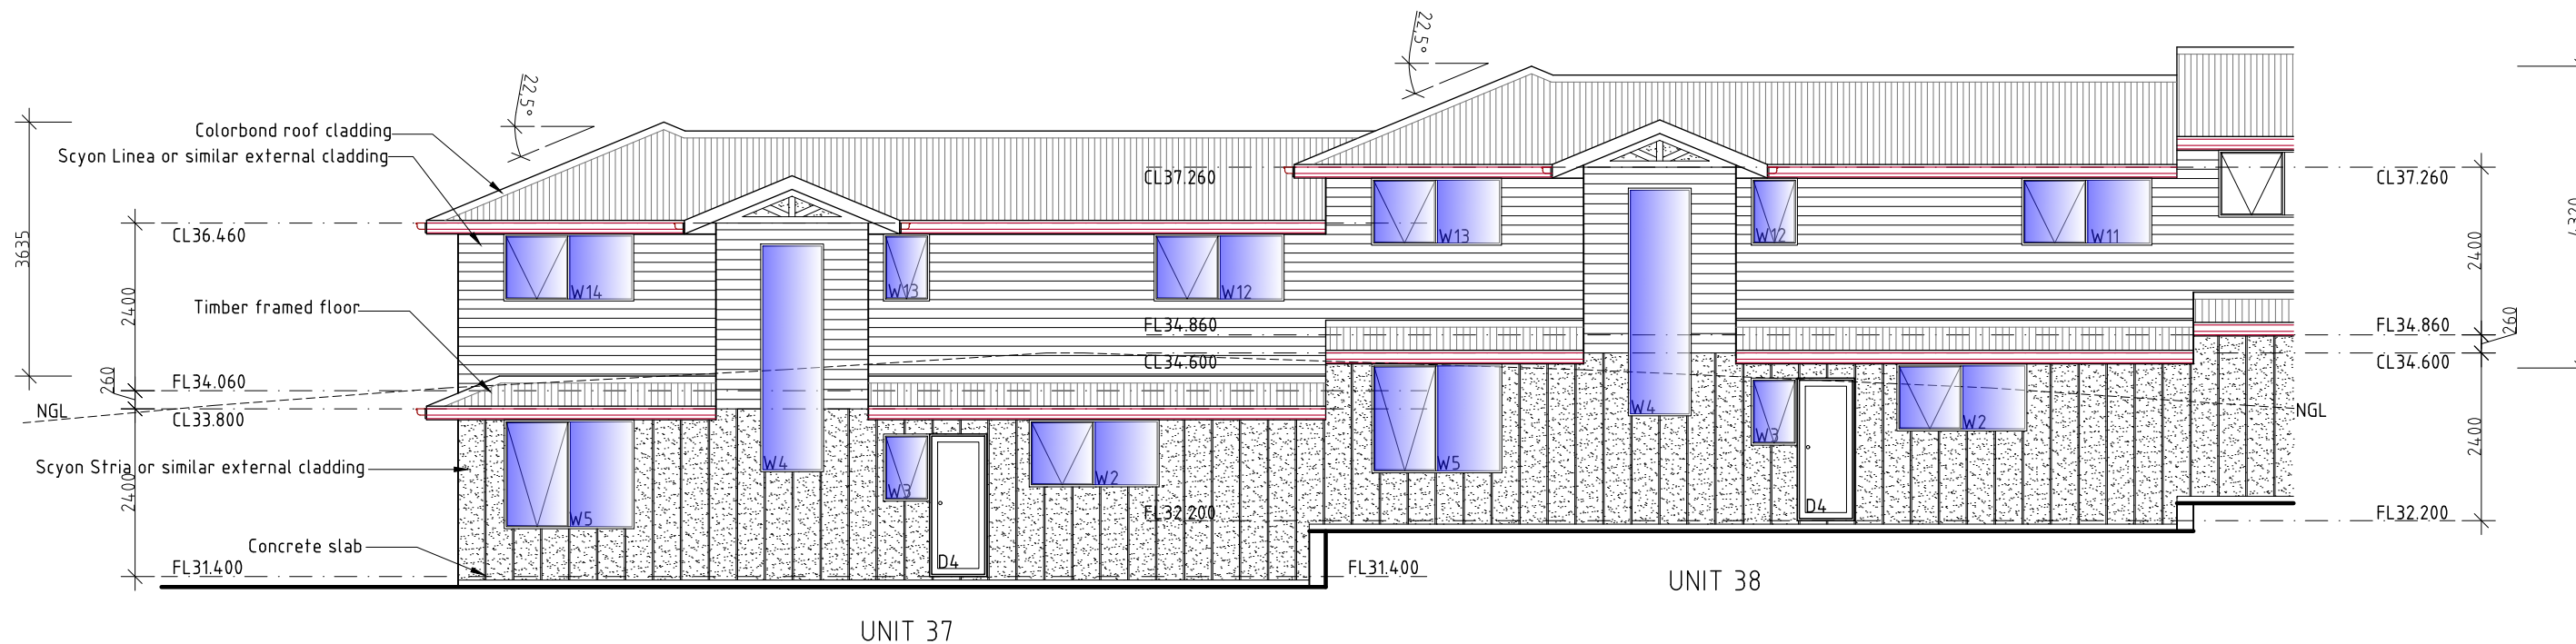 22.5°
22.5°
Colorbond roof cladding
Scyon Linea or similar external cladding
3635
CL36.460
2400
Timber framed floor
260
FL34.060
NGL
CL33.800
Scyon Stria or similar external cladding
2400
Concrete slab
FL31.400
W14
W13
W12
W4
W5
W3
W2
D4
UNIT 37
CL37.260
FL34.860
CL34.600
FL32.200
FL31.400
W13
W12
W11
W4
W5
W3
W2
D4
UNIT 38
CL37.260
2400
FL34.860
260
CL34.600
NGL
2400
FL32.200